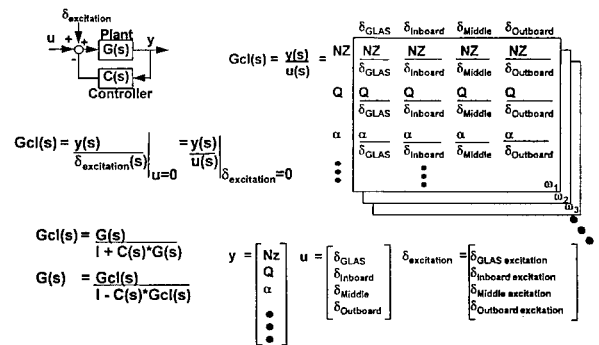 δexcitation
u + + Plant y
G(s)
-
C(s)
Controller
δGLAS δInboard δMiddle δOutboard
Gcl(s) = y(s)/u(s) =
NZ NZ/δGLAS NZ/δInboard NZ/δMiddle NZ/δOutboard
Q Q/δGLAS Q/δInboard Q/δMiddle Q/δOutboard
α α/δGLAS α/δInboard α/δMiddle α/δOutboard
ω1
ω2
ω3
Gcl(s) = y(s)/δexcitation(s) | u=0 = y(s)/u(s) | δexcitation=0
Gcl(s) = G(s)/I + C(s)*G(s)
G(s) = Gcl(s)/I - C(s)*Gcl(s)
y = Nz Q α
u = δGLAS δInboard δMiddle δOutboard
δexcitation = δGLAS excitation δInboard excitation δMiddle excitation δOutboard excitation